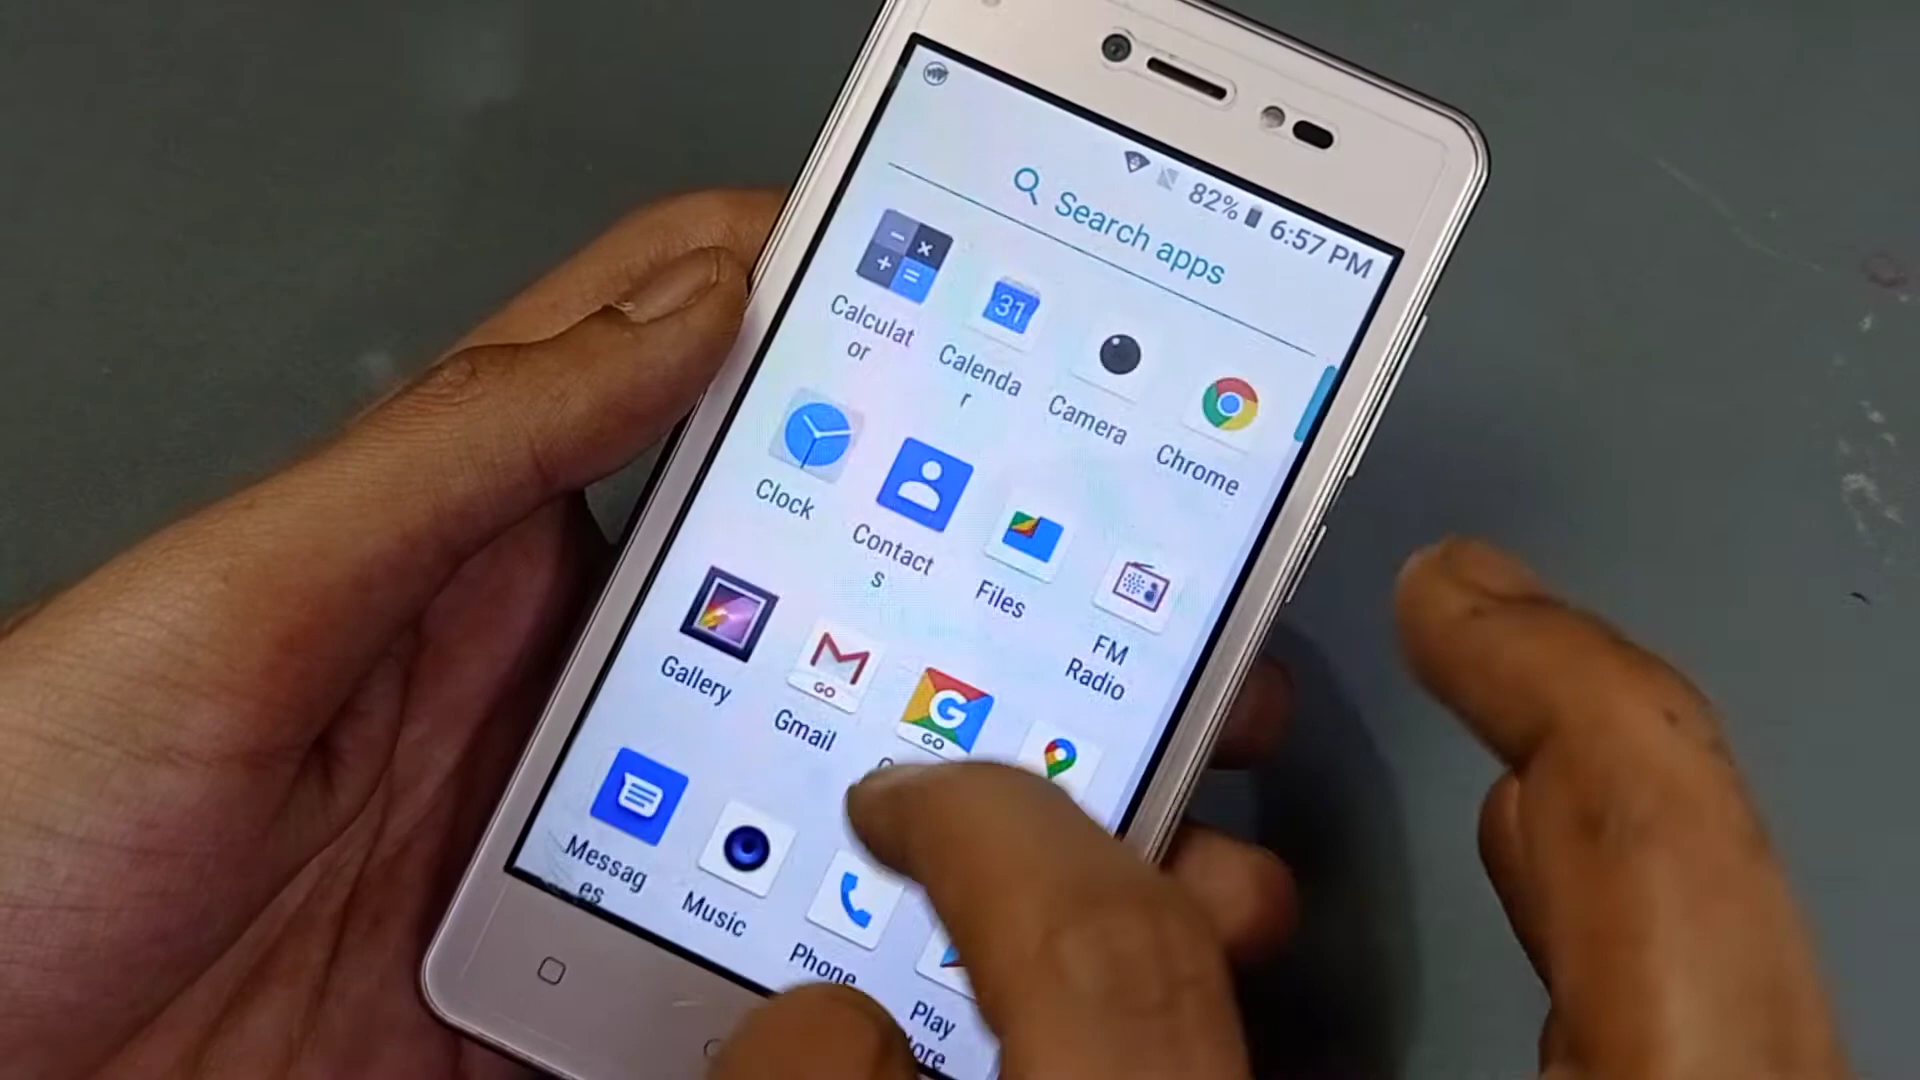 82% 6:57 PM
Search apps
Calculat
or
31
Calenda
r
Camera
Chrome
Clock
Contact
s
Files
FM
Radio
Gallery
GO
Gmail
G
GO
Messag
es
Music
Phone
Play